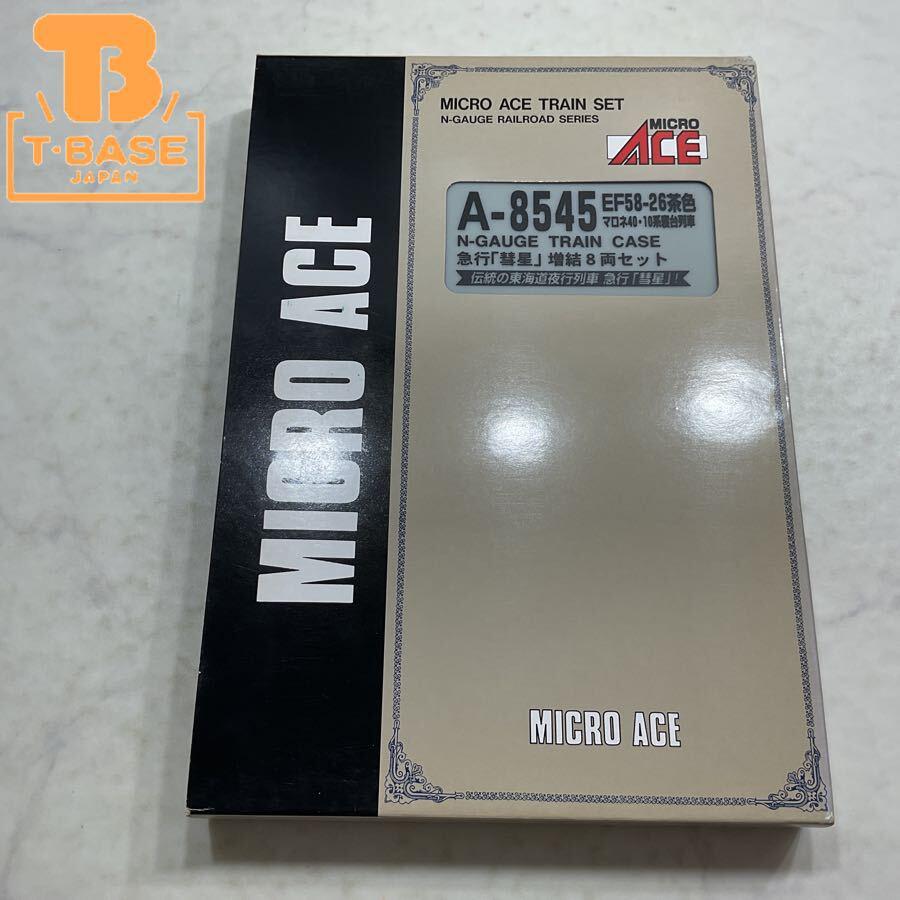 TB
T·BASE
JAPAN
MICRO ACE
MICRO ACE TRAIN SET
N-GAUGE RAILROAD SERIES
MICRO
ACE
A-8545 EF58-26茶色
マロネ40・10系寝台列車
N-GAUGE TRAIN CASE
急行「彗星」増結8両セット
伝統の東海道夜行列車 急行「彗星」!
MICRO ACE